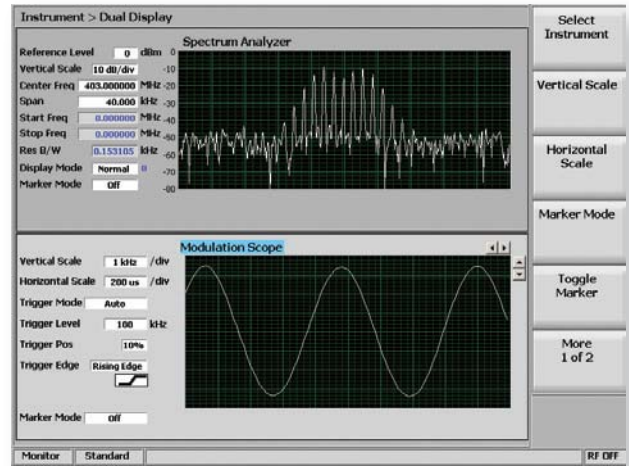 Instrument > Dual Display
Spectrum Analyzer
Reference Level 0 dBm
Vertical Scale 10 dB/div
Center Freq 403.000000 MHz
Span 40.000 kHz
Start Freq 0.000000 MHz
Stop Freq 0.000000 MHz
Res B/W 0.153105 kHz
Display Mode Normal 0
Marker Mode Off
0
-10
-20
-30
-40
-50
-60
-70
-80
Modulation Scope
Vertical Scale 1 kHz /div
Horizontal Scale 200 us /div
Trigger Mode Auto
Trigger Level 100 kHz
Trigger Pos 10%
Trigger Edge Rising Edge
Marker Mode Off
Select
Instrument
Vertical Scale
Horizontal
Scale
Marker Mode
Toggle
Marker
More
1 of 2
Monitor Standard RF OFF